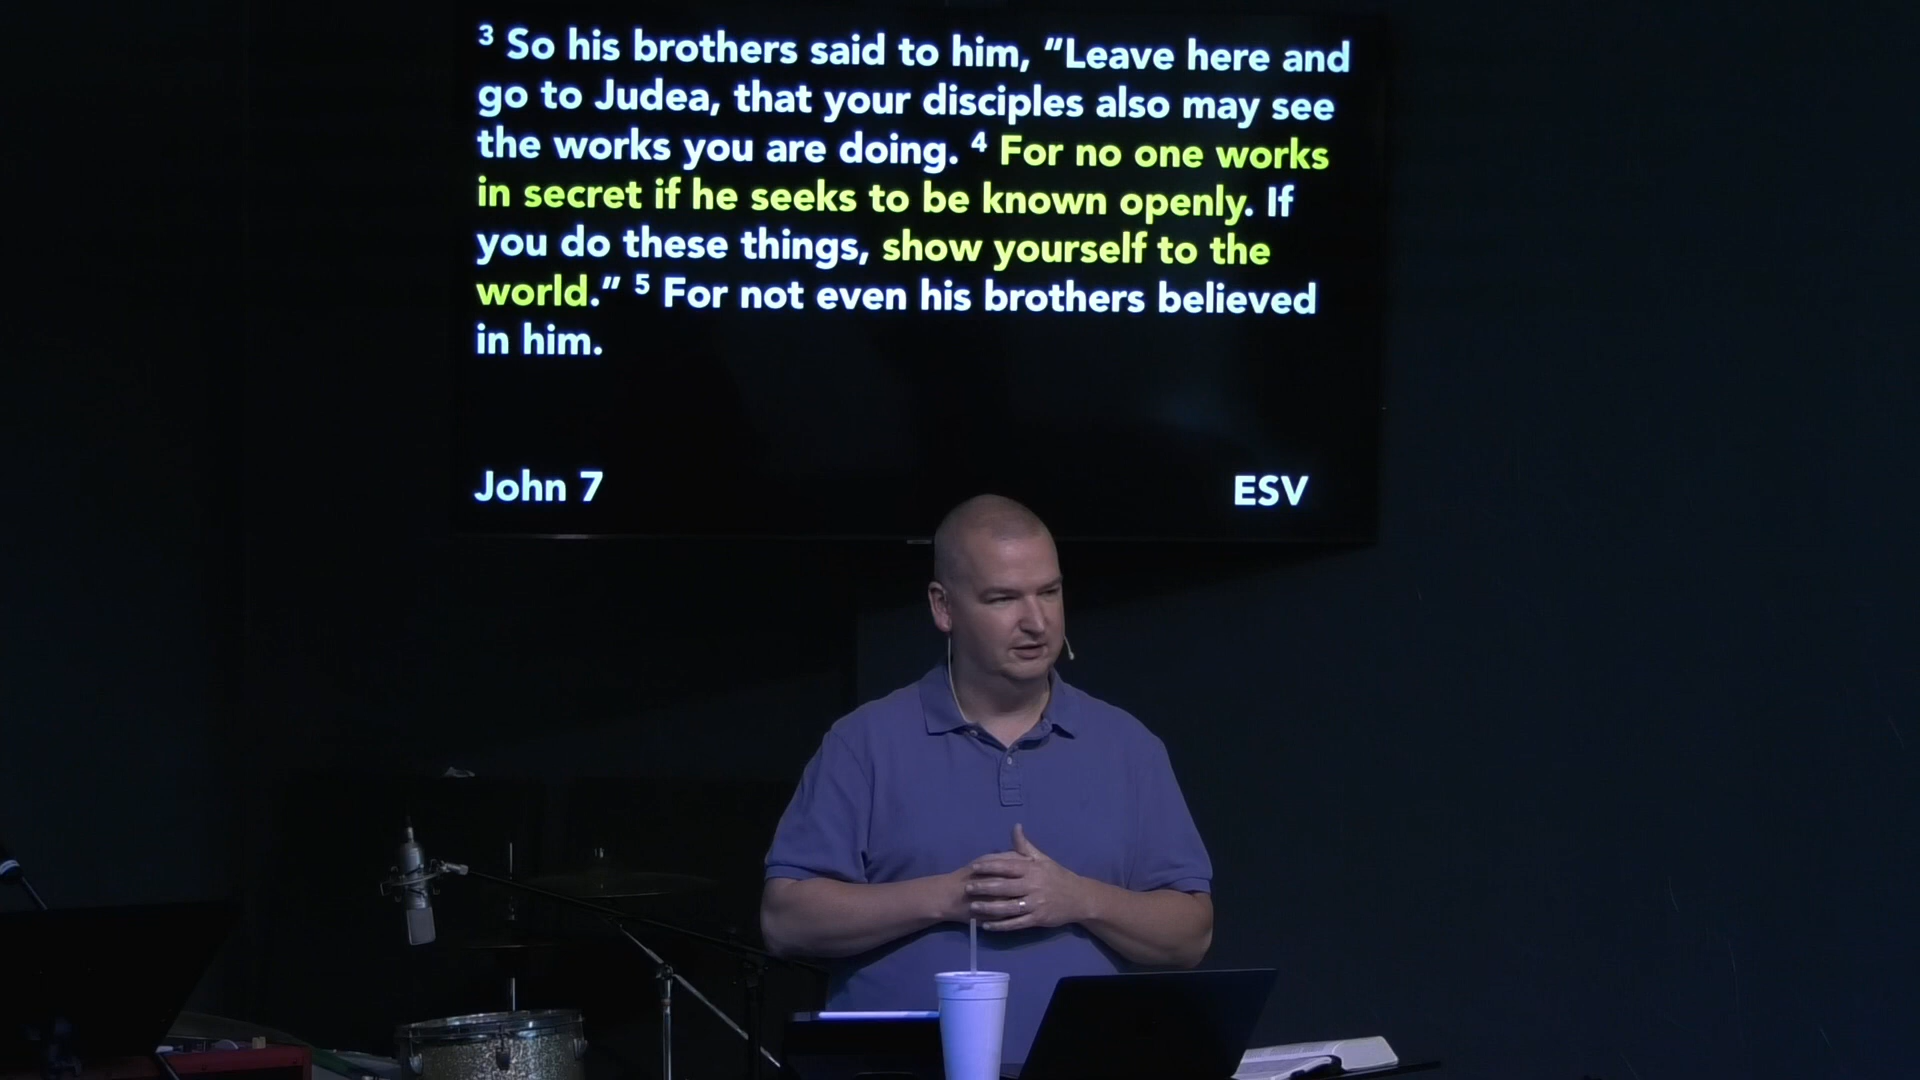 ³ So his brothers said to him, “Leave here and
go to Judea, that your disciples also may see
the works you are doing. ⁴ For no one works
in secret if he seeks to be known openly. If
you do these things, show yourself to the
world.” ⁵ For not even his brothers believed
in him.
John 7
ESV